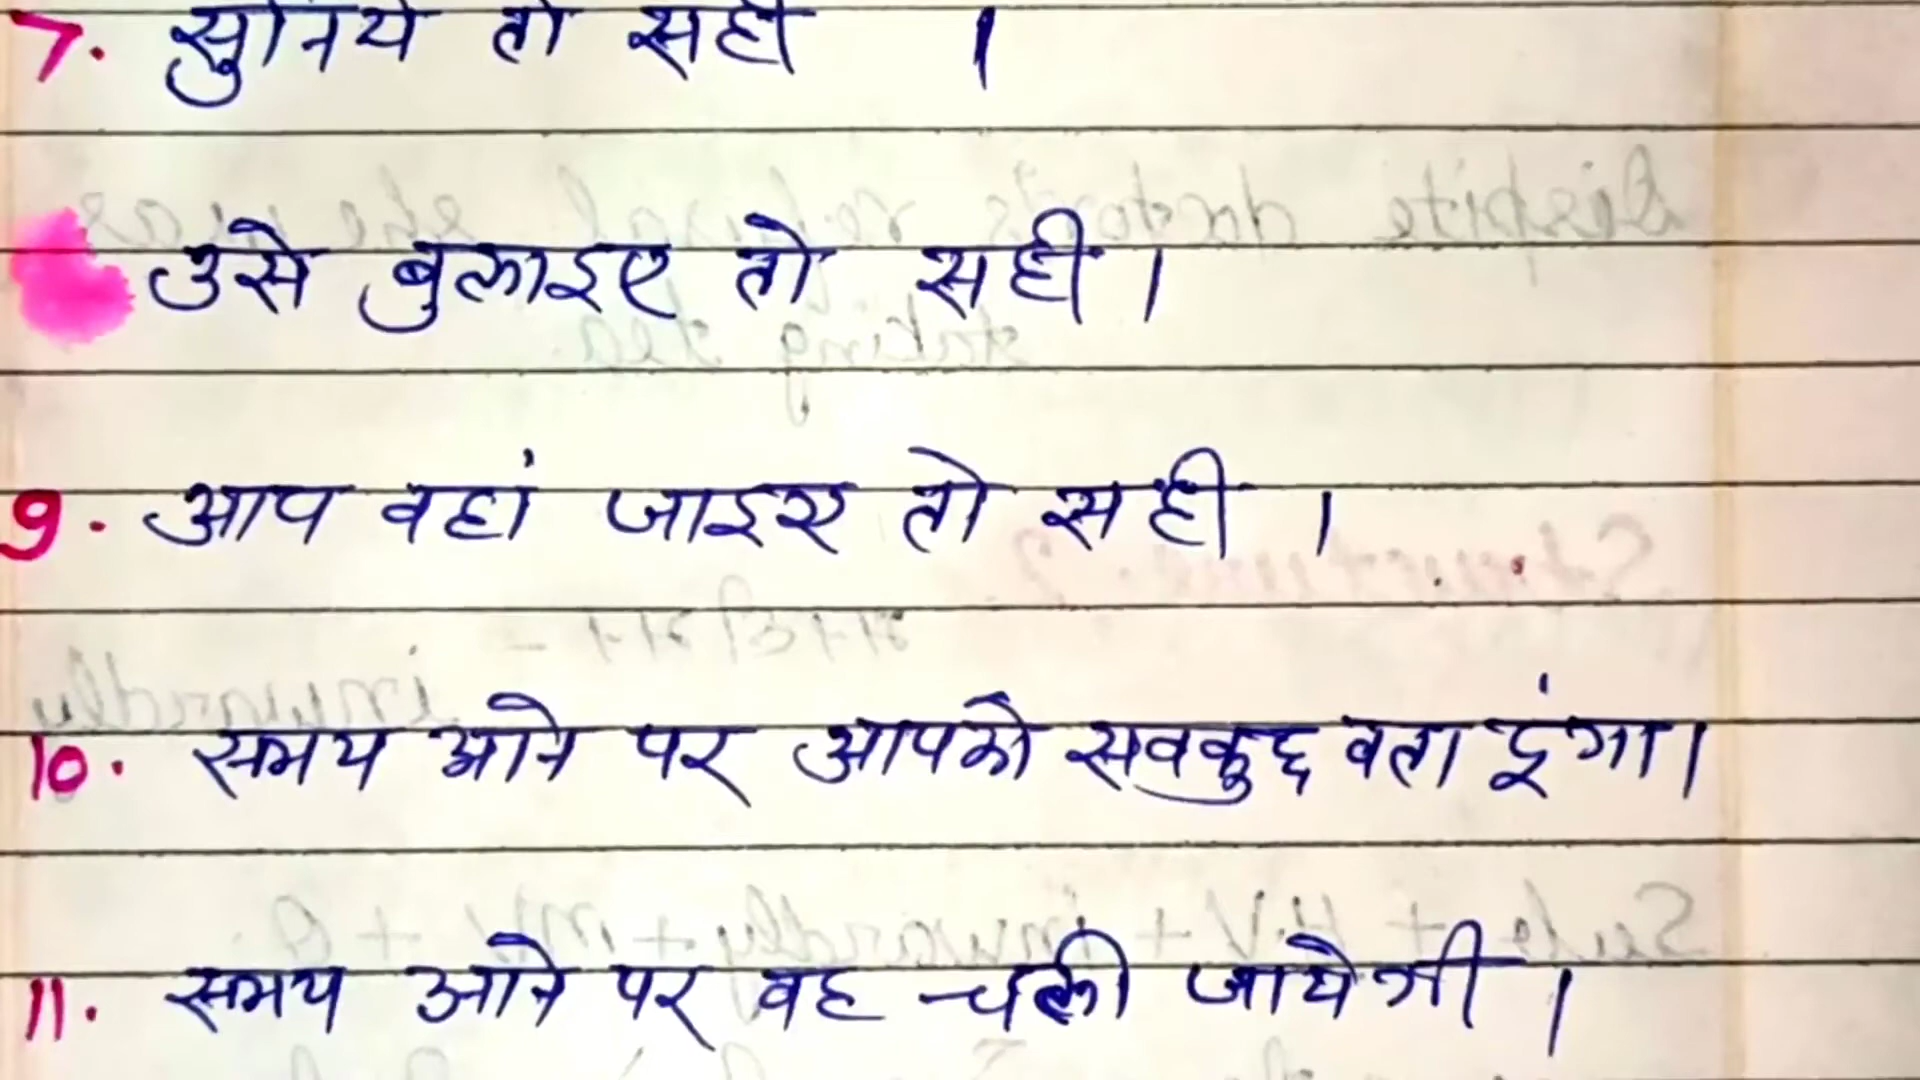 7. सुनिये तो सही ।
उसे बुलाइए तो सही।
9. आप वहां जाइए तो सही ।
10. समय आने पर आपको सबकुछ बता दूंगा।
11. समय आने पर वह चली जायेगी ।